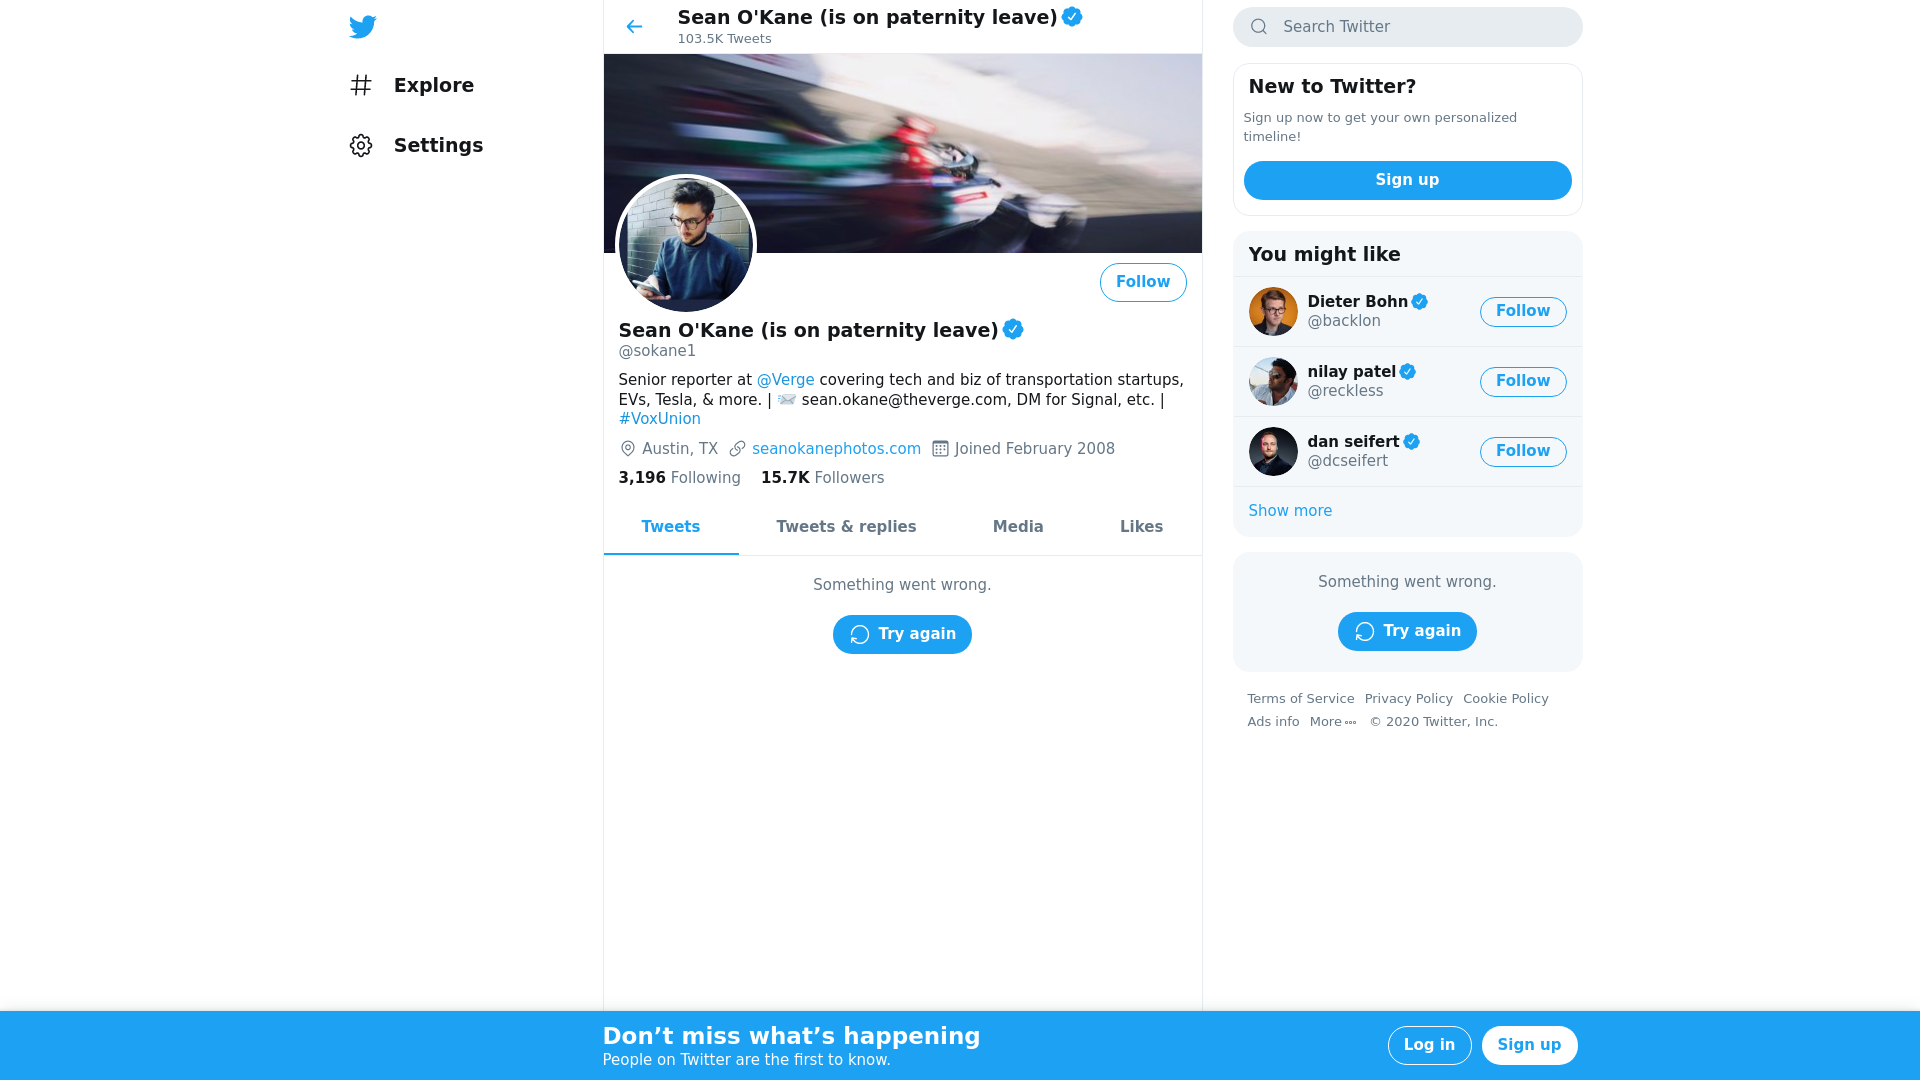 Explore
Settings
Sean O'Kane (is on paternity leave)
103.5K Tweets
Follow
Sean O'Kane (is on paternity leave)
@sokane1
Senior reporter at @Verge covering tech and biz of transportation startups,
EVs, Tesla, & more. | 📨 sean.okane@theverge.com, DM for Signal, etc. |
#VoxUnion
Austin, TX seanokanephotos.com Joined February 2008
3,196 Following 15.7K Followers
Tweets Tweets & replies Media Likes
Something went wrong.
Try again
Search Twitter
New to Twitter?
Sign up now to get your own personalized
timeline!
Sign up
You might like
Dieter Bohn
@backlon
Follow
nilay patel
@reckless
Follow
dan seifert
@dcseifert
Follow
Show more
Something went wrong.
Try again
Terms of Service Privacy Policy Cookie Policy
Ads info More © 2020 Twitter, Inc.
Don’t miss what’s happening
People on Twitter are the first to know.
Log in Sign up